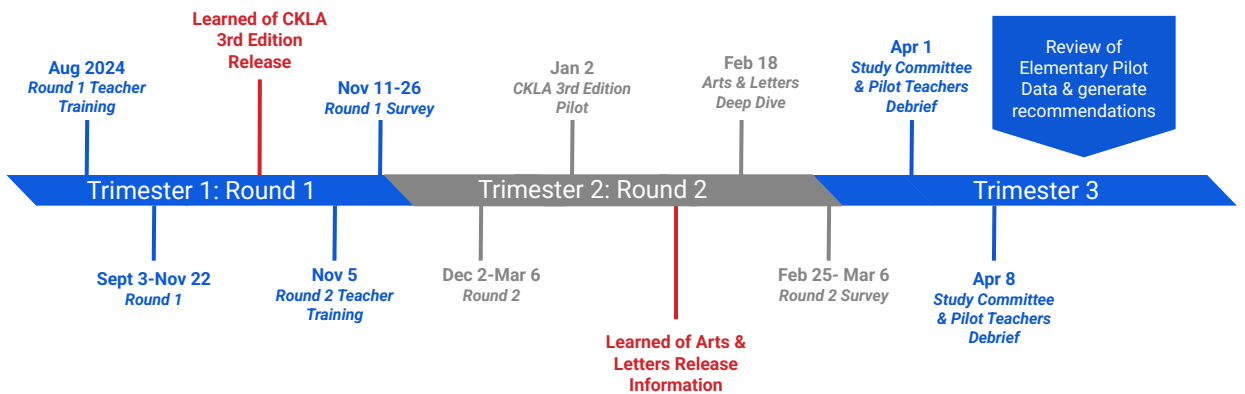 Learned of CKLA
3rd Edition
Release
Aug 2024
Round 1 Teacher
Training
Nov 11-26
Round 1 Survey
Jan 2
CKLA 3rd Edition
Pilot
Feb 18
Arts & Letters
Deep Dive
Apr 1
Study Committee
& Pilot Teachers
Debrief
Review of
Elementary Pilot
Data & generate
recommendations
Trimester 1: Round 1
Trimester 2: Round 2
Trimester 3
Sept 3-Nov 22
Round 1
Nov 5
Round 2 Teacher
Training
Dec 2-Mar 6
Round 2
Learned of Arts &
Letters Release
Information
Feb 25- Mar 6
Round 2 Survey
Apr 8
Study Committee
& Pilot Teachers
Debrief